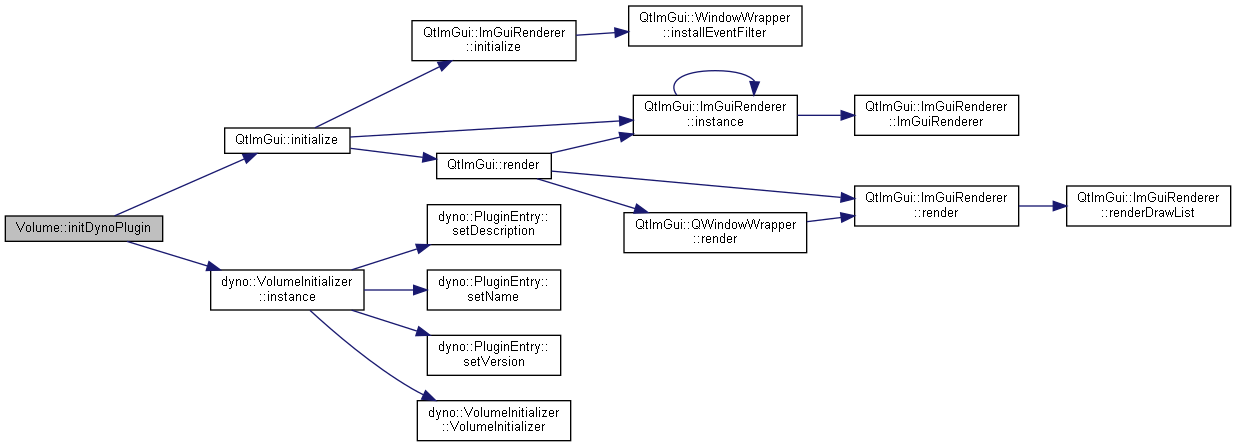 Volume::initDynoPlugin
QtImGui::initialize
QtImGui::ImGuiRenderer
::initialize
QtImGui::WindowWrapper
::installEventFilter
QtImGui::ImGuiRenderer
::instance
QtImGui::ImGuiRenderer
::ImGuiRenderer
QtImGui::render
QtImGui::ImGuiRenderer
::render
QtImGui::ImGuiRenderer
::renderDrawList
QtImGui::QWindowWrapper
::render
dyno::VolumeInitializer
::instance
dyno::PluginEntry::
setDescription
dyno::PluginEntry::
setName
dyno::PluginEntry::
setVersion
dyno::VolumeInitializer
::VolumeInitializer